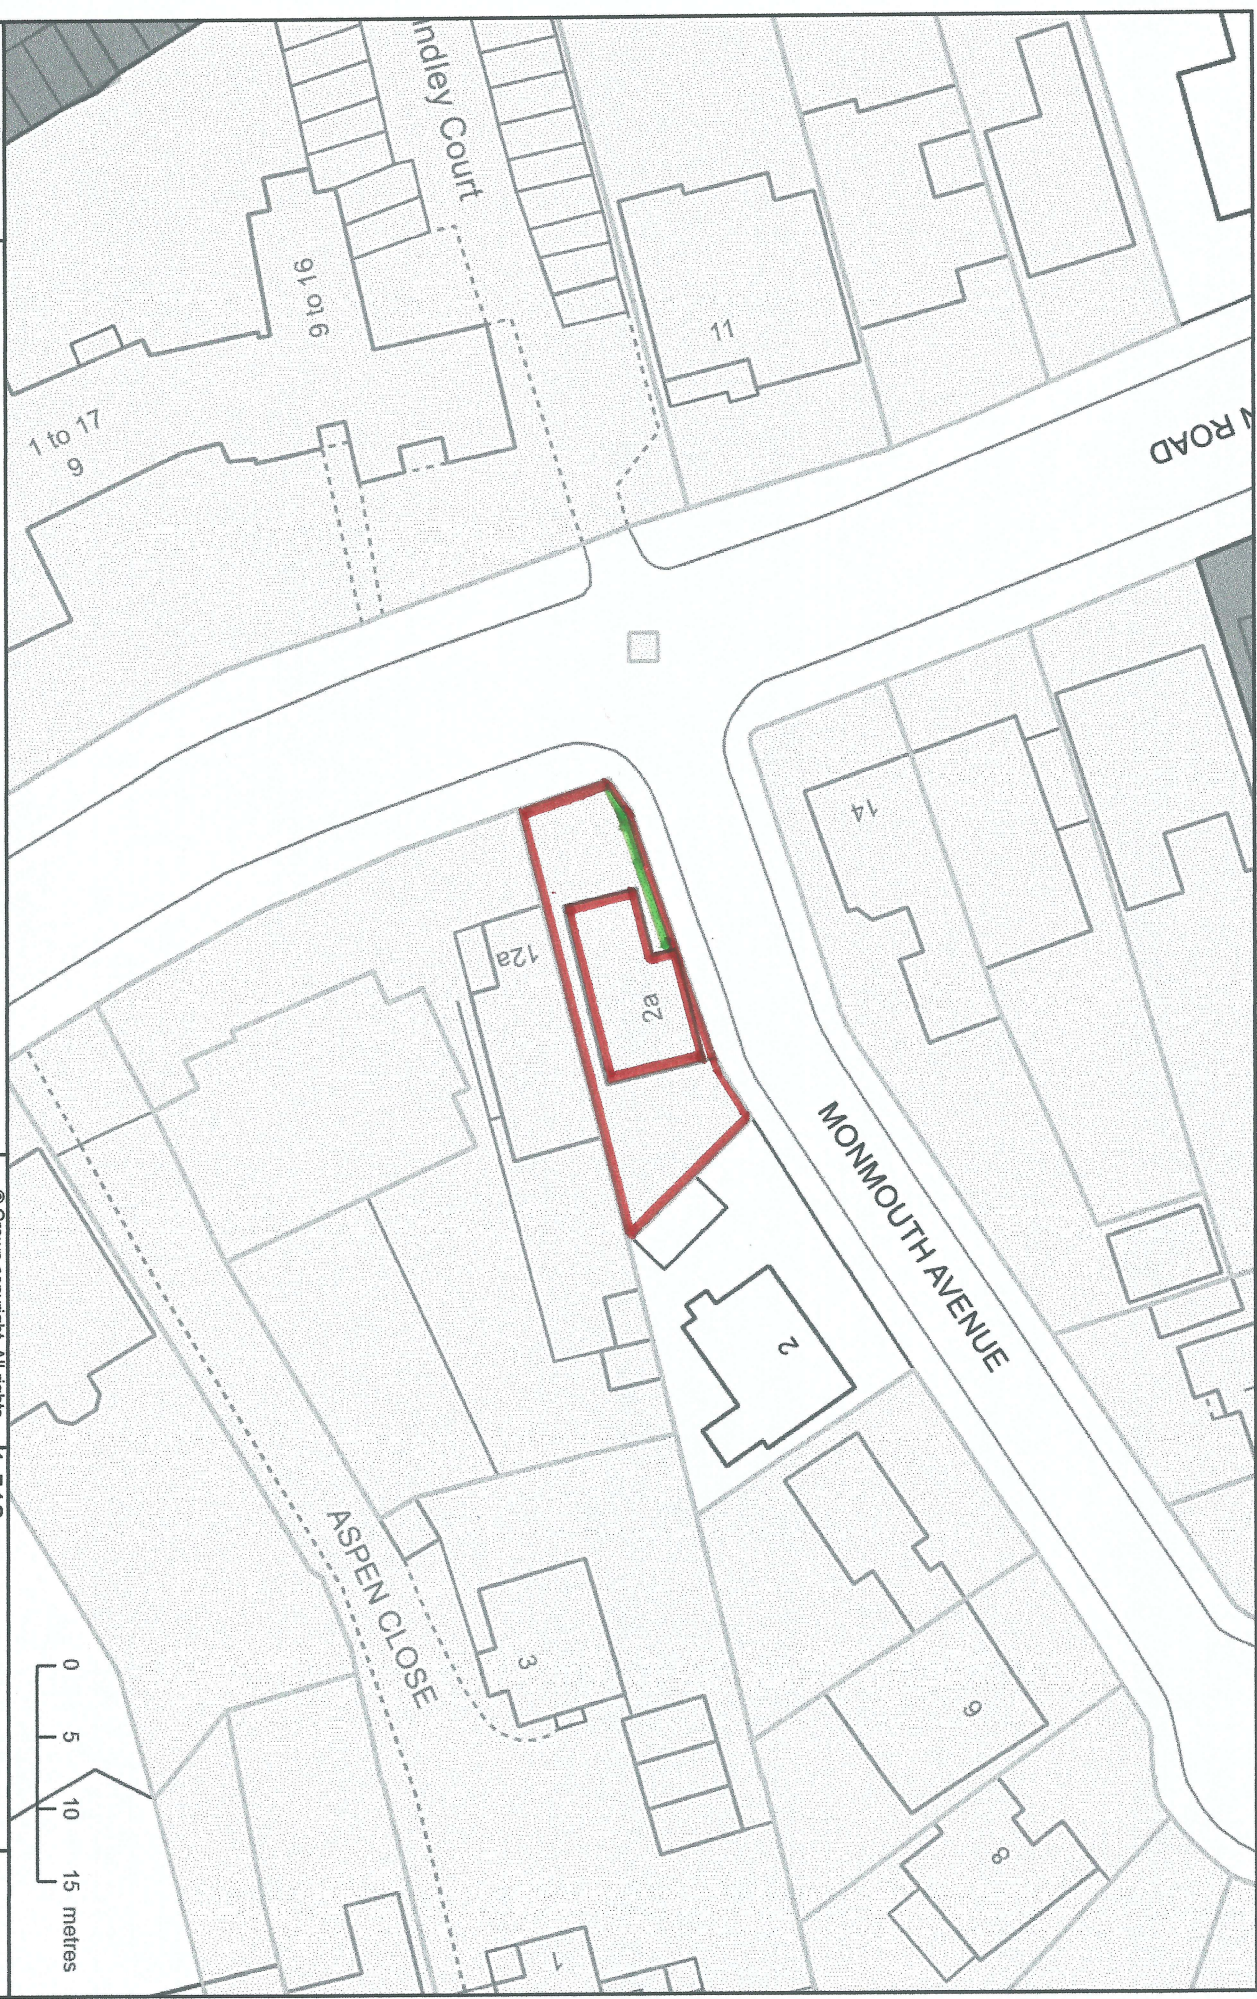 ndley Court
9 to 16
11
1 to 17
9
N ROAD
14
12a
2a
MONMOUTH AVENUE
2
ASPEN CLOSE
3
6
8
1
0 5 10 15 metres